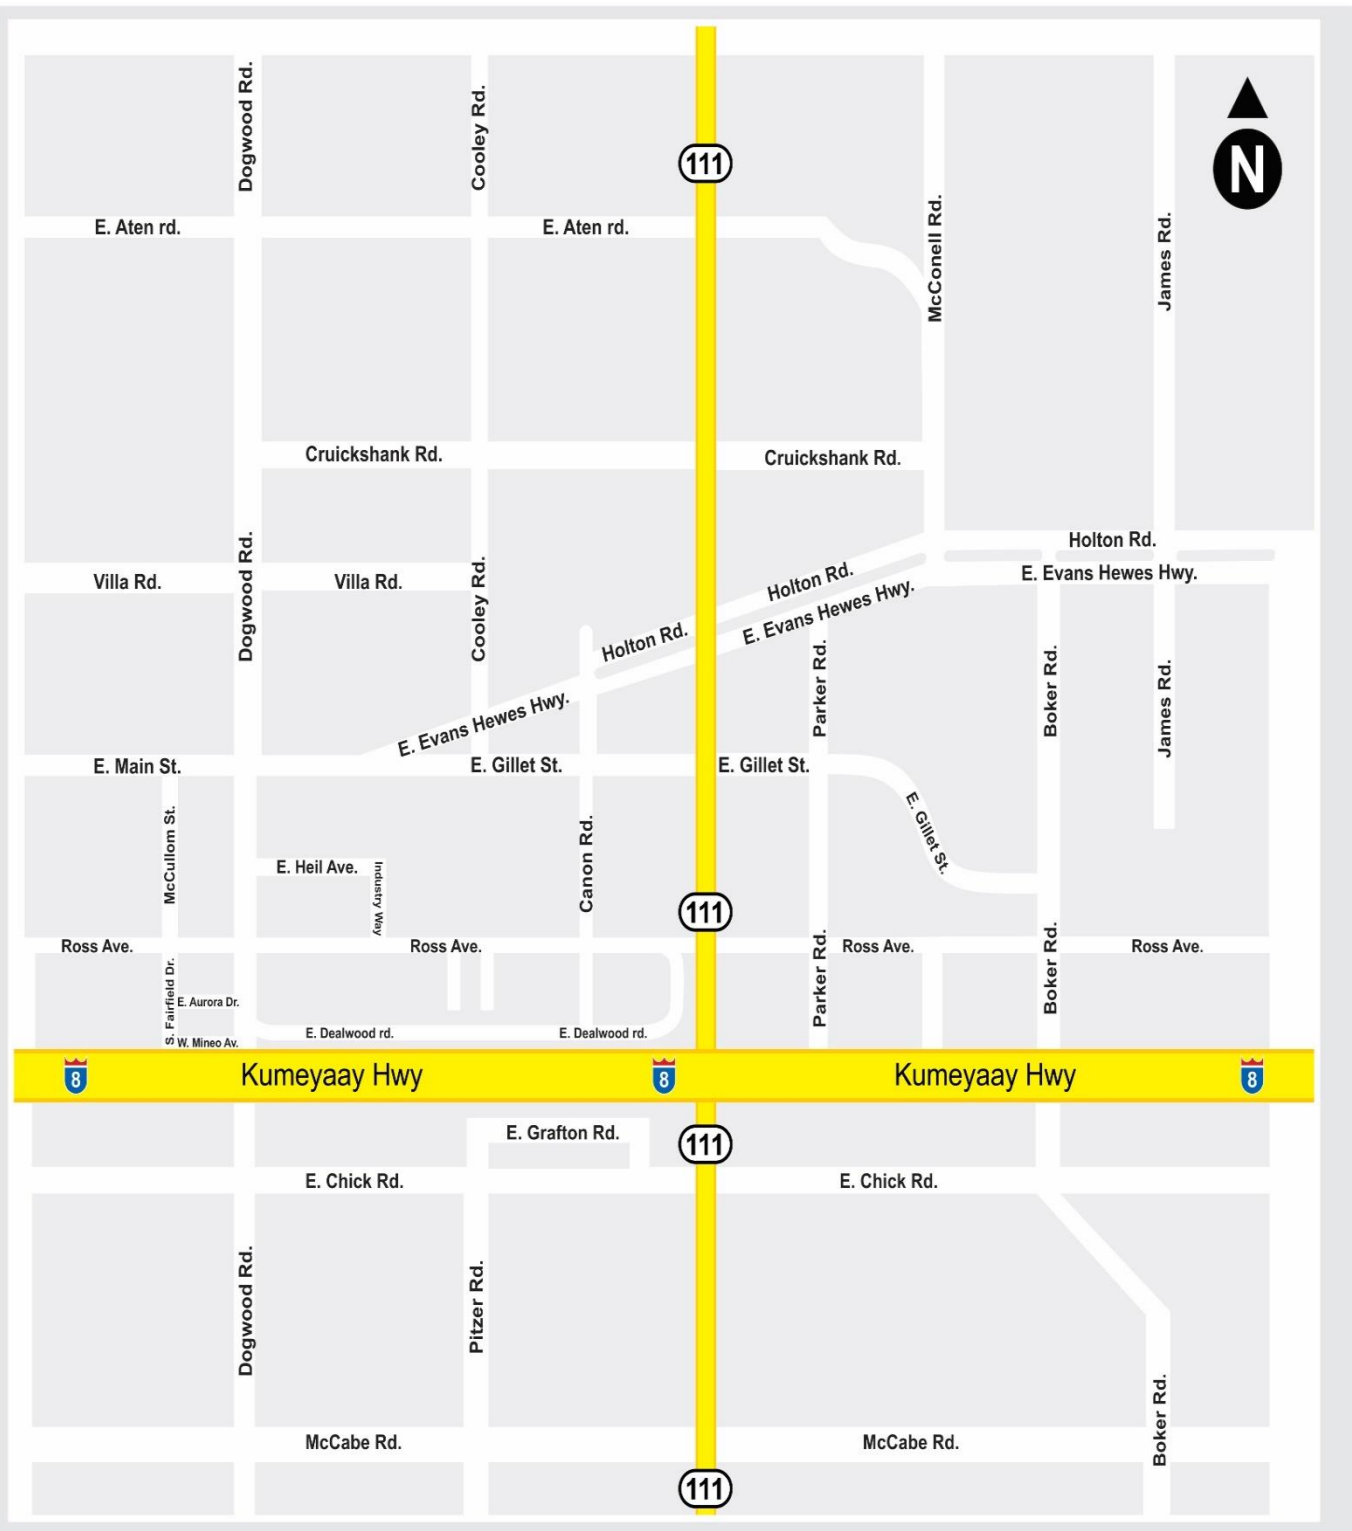 Dogwood Rd.
Cooley Rd.
111
N
E. Aten rd.
E. Aten rd.
McConell Rd.
James Rd.
Cruickshank Rd.
Cruickshank Rd.
Dogwood Rd.
Villa Rd.
Villa Rd.
Cooley Rd.
Holton Rd.
Holton Rd.
Holton Rd.
E. Evans Hewes Hwy.
E. Evans Hewes Hwy.
E. Evans Hewes Hwy.
Parker Rd.
Boker Rd.
James Rd.
E. Main St.
E. Gillet St.
E. Gillet St.
E. Gillet St.
McCullom St.
E. Heil Ave.
Industry Way
Canon Rd.
111
Ross Ave.
Ross Ave.
Ross Ave.
Ross Ave.
Parker Rd.
Boker Rd.
S. Fairfield Dr.
E. Aurora Dr.
W. Mineo Av.
E. Dealwood rd.
E. Dealwood rd.
8
Kumeyaay Hwy
8
Kumeyaay Hwy
8
E. Grafton Rd.
111
E. Chick Rd.
E. Chick Rd.
Dogwood Rd.
Pitzer Rd.
Boker Rd.
McCabe Rd.
McCabe Rd.
111